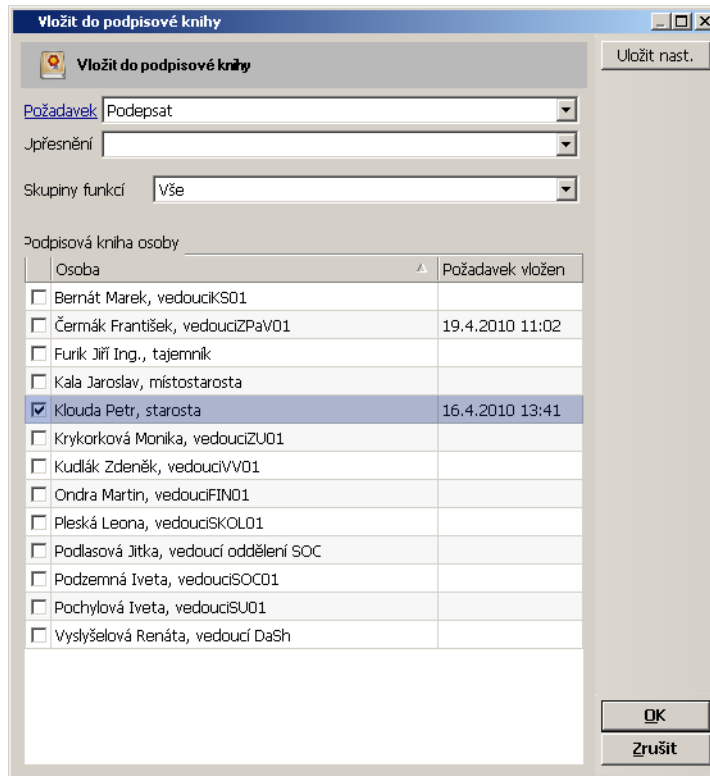 Vložit do podpisové knihy
Uložit nast.
Vložit do podpisové knihy
Požadavek Podepsat
Upřesnění
Skupiny funkcí Vše
Podpisová kniha osoby
Osoba Požadavek vložen
Bernát Marek, vedouciKS01
Čermák František, vedouciZPaV01 19.4.2010 11:02
Furik Jiří Ing., tajemník
Kala Jaroslav, místostarosta
Klouda Petr, starosta 16.4.2010 13:41
Krykorková Monika, vedouciZU01
Kudlák Zdeněk, vedouciVV01
Ondra Martin, vedouciFIN01
Pleská Leona, vedouciSKOL01
Podlasová Jitka, vedoucí oddělení SOC
Podzemná Iveta, vedouciSOC01
Pochylová Iveta, vedouciSU01
Vyslyšelová Renáta, vedoucí DaSh
OK
Zrušit